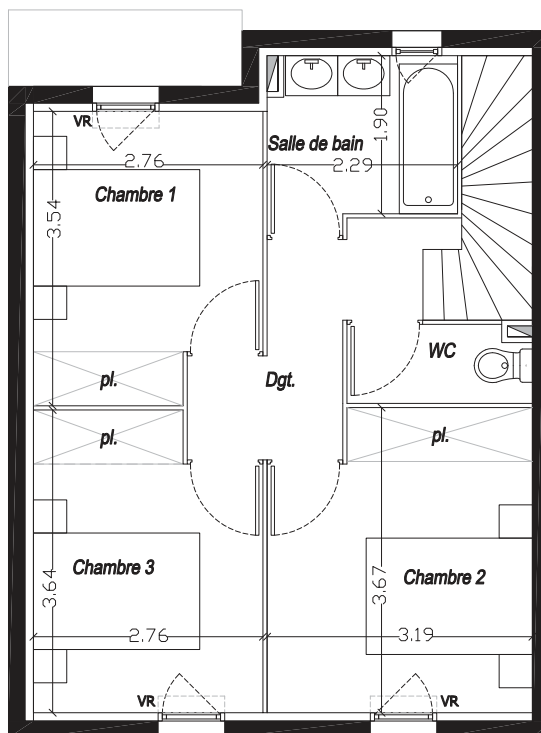 VR
Salle de bain
1.90
2.76
2.29
Chambre 1
3.54
WC
pl.
Dgt.
pl.
pl.
Chambre 3
Chambre 2
3.64
3.67
2.76
3.19
VR
VR